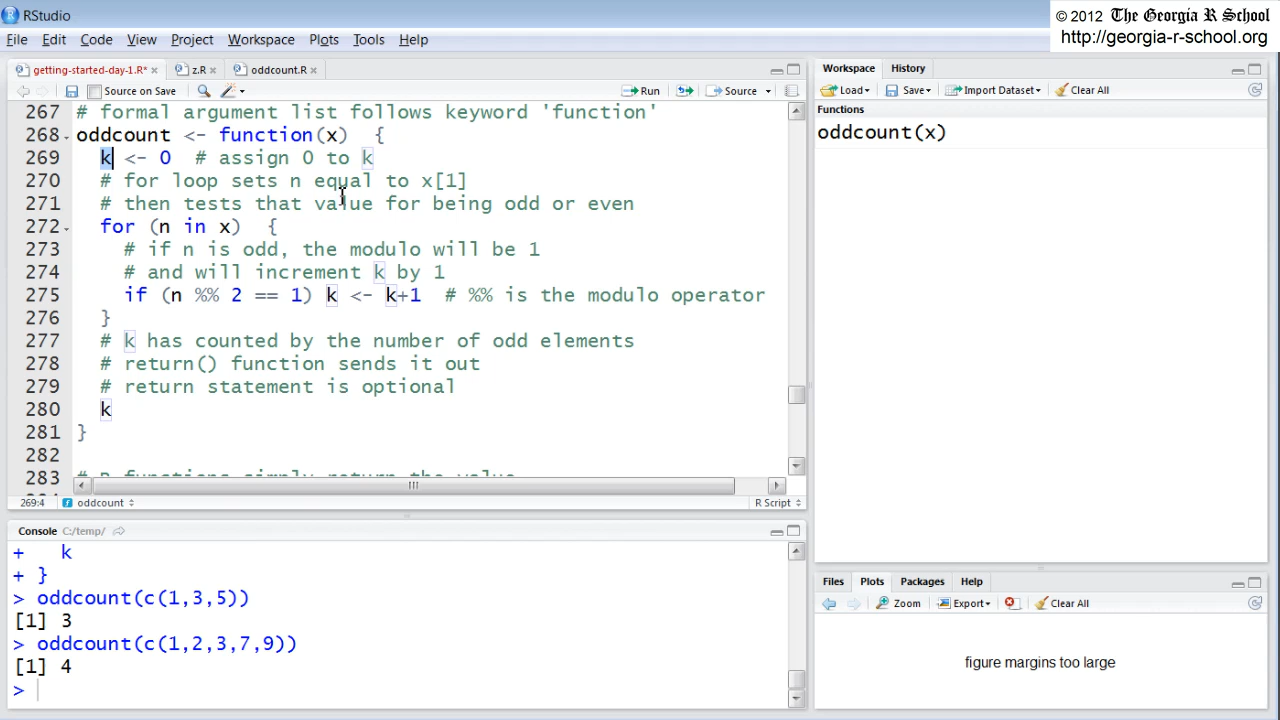 RStudio
© 2012 The Georgia R School
http://georgia-r-school.org
File Edit Code View Project Workspace Plots Tools Help
getting-started-day-1.R* × z.R × oddcount.R ×
Source on Save Run Source
267 # formal argument list follows keyword 'function'
268 oddcount <- function(x) {
269 k <- 0 # assign 0 to k
270 # for loop sets n equal to x[1]
271 # then tests that value for being odd or even
272 for (n in x) {
273 # if n is odd, the modulo will be 1
274 # and will increment k by 1
275 if (n %% 2 == 1) k <- k+1 # %% is the modulo operator
276 }
277 # k has counted by the number of odd elements
278 # return() function sends it out
279 # return statement is optional
280 k
281 }
282
283
269:4 oddcount R Script
Console C:/temp/
+ k
+ }
> oddcount(c(1,3,5))
[1] 3
> oddcount(c(1,2,3,7,9))
[1] 4
>
Workspace History
Load Save Import Dataset Clear All
Functions
oddcount(x)
Files Plots Packages Help
Zoom Export Clear All
figure margins too large